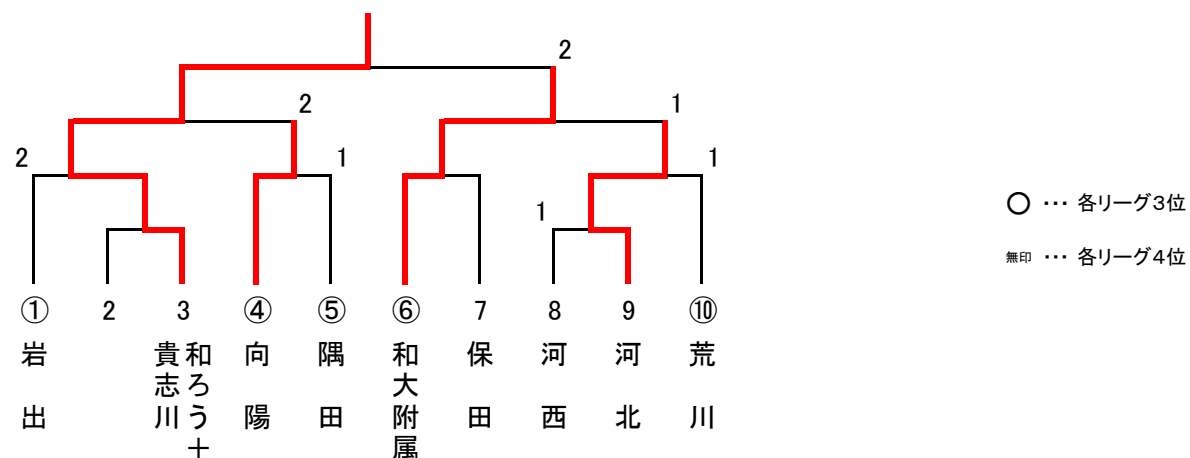 2
2
1
2
1
2
1
1
○ ・・・ 各リーグ3位
無印 ・・・ 各リーグ4位
① 2 3 ④ ⑤ ⑥ 7 8 9 ⑩
岩出
和ろう+
貴志川
向陽
隅田
和大附属
保田
河西
河北
荒川